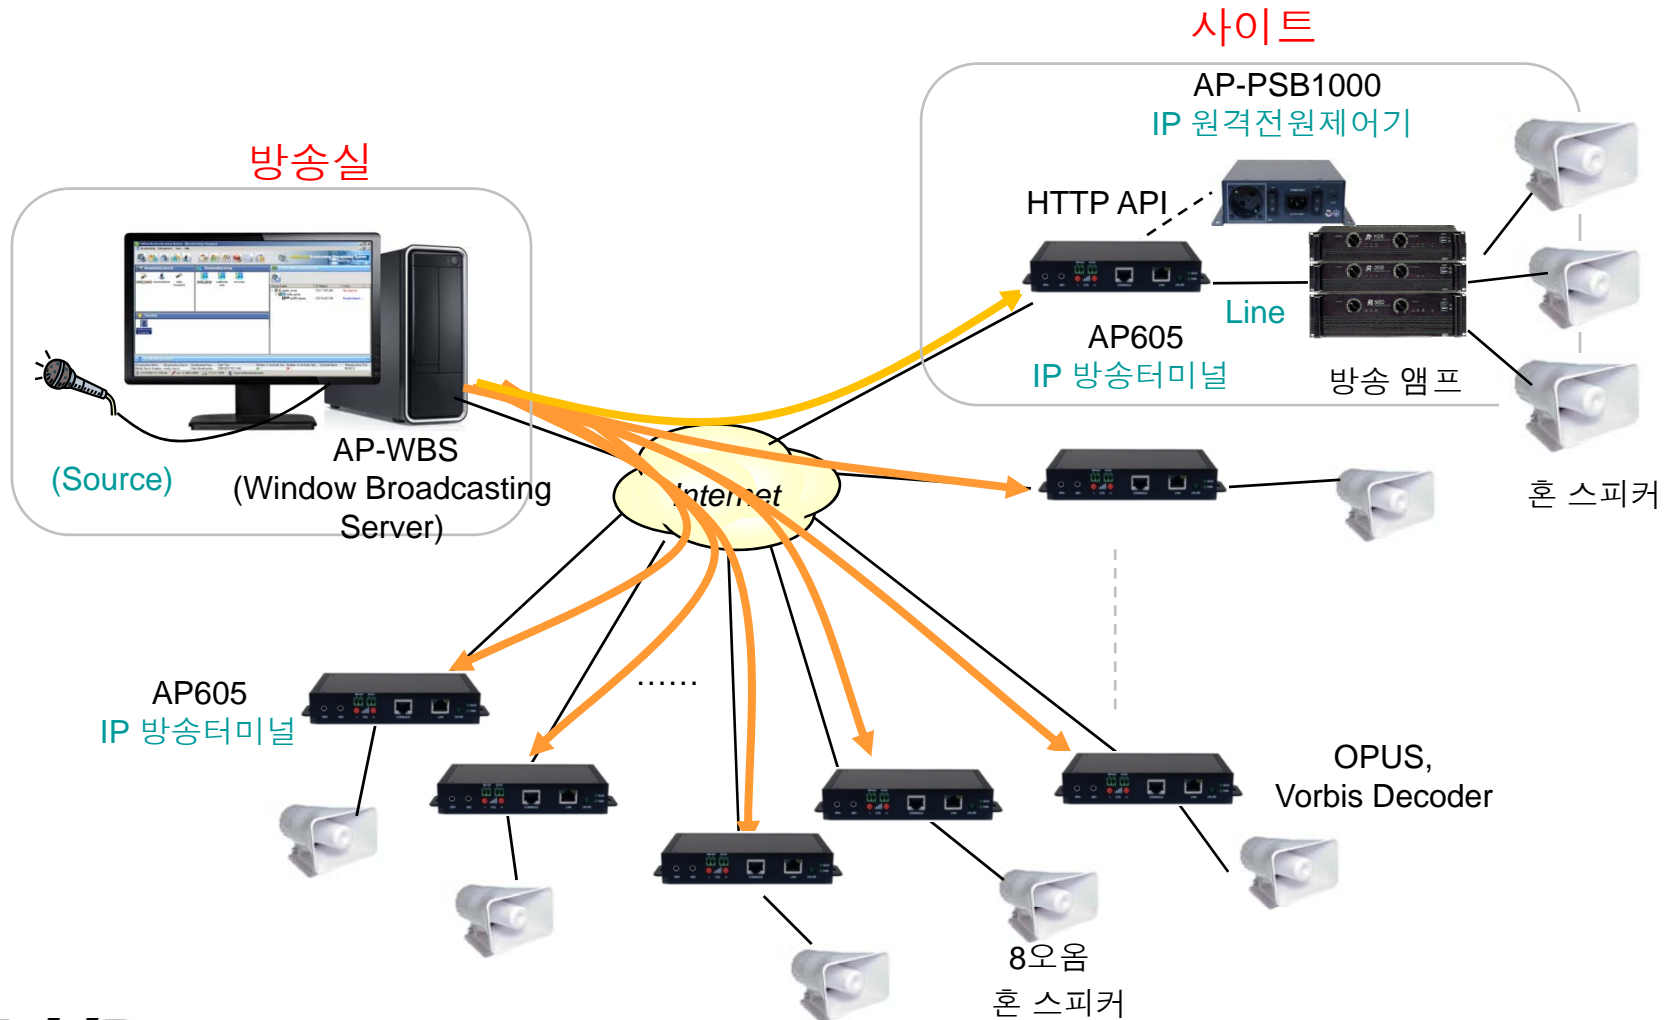 사이트
AP-PSB1000
IP 원격전원제어기
방송실
HTTP API
Line
AP605
IP 방송터미널
방송 앰프
(Source)
AP-WBS
(Window Broadcasting
Server)
Internet
혼 스피커
AP605
IP 방송터미널
......
OPUS,
Vorbis Decoder
8오옴
혼 스피커